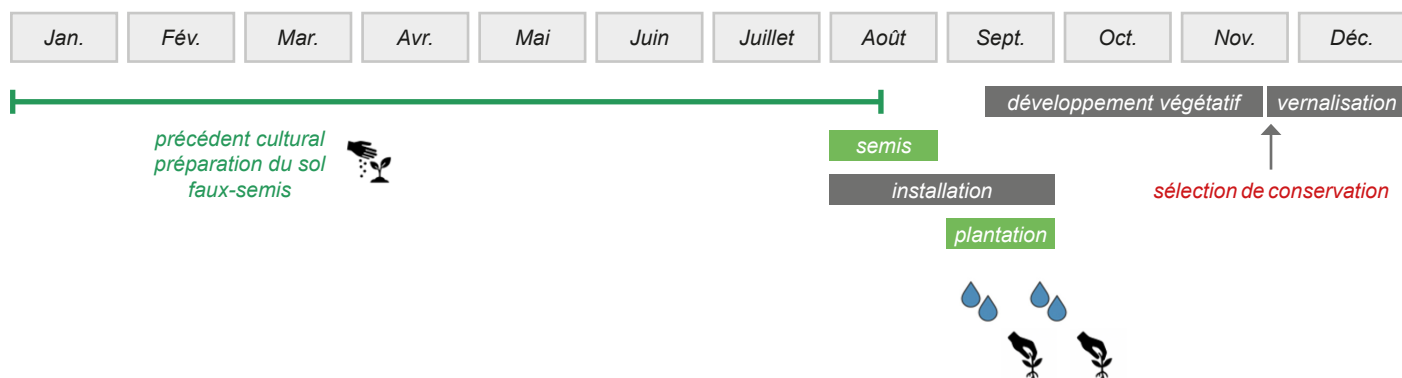 Jan. Fév. Mar. Avr. Mai Juin Juillet Août Sept. Oct. Nov. Déc.
développement végétatif vernalisation
précédent cultural
préparation du sol
faux-semis
semis
installation
sélection de conservation
plantation